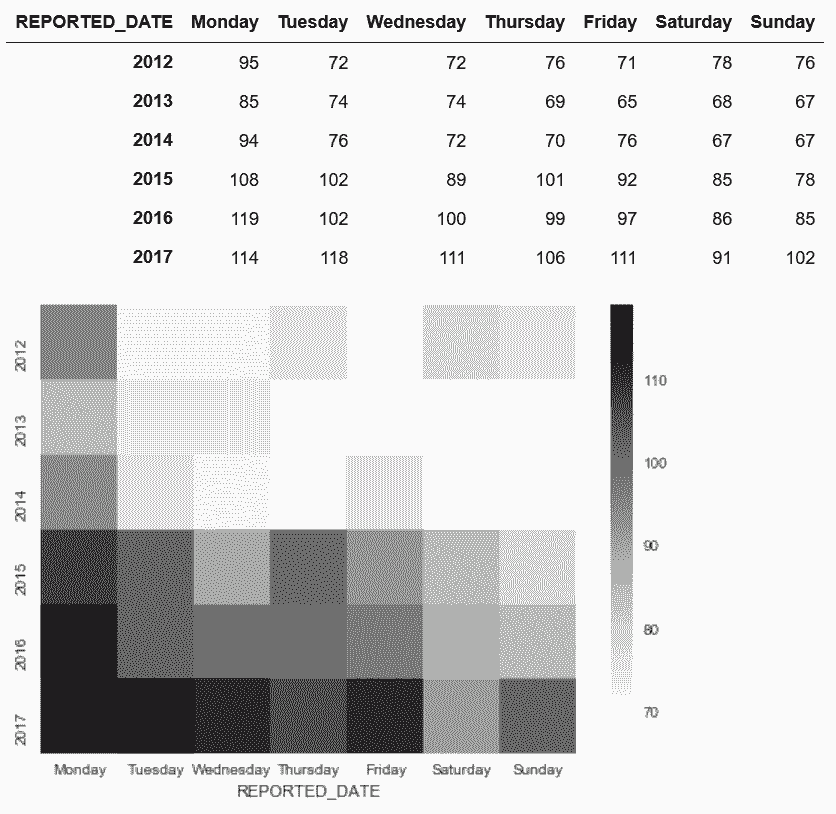 REPORTED_DATE Monday Tuesday Wednesday Thursday Friday Saturday Sunday
2012 95 72 72 76 71 78 76
2013 85 74 74 69 65 68 67
2014 94 76 72 70 76 67 67
2015 108 102 89 101 92 85 78
2016 119 102 100 99 97 86 85
2017 114 118 111 106 111 91 102
2012
2013
2014
2015
2016
2017
110
100
90
80
70
Monday Tuesday Wednesday Thursday Friday Saturday Sunday
REPORTED_DATE